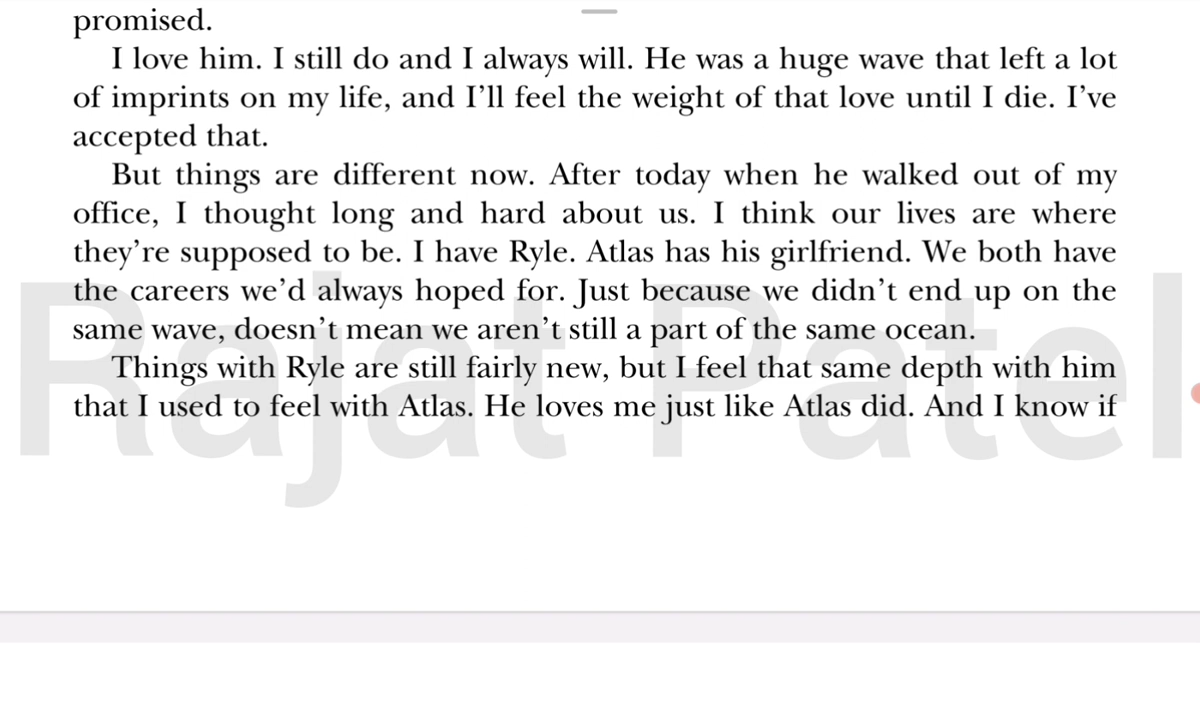 promised.
I love him. I still do and I always will. He was a huge wave that left a lot
of imprints on my life, and I’ll feel the weight of that love until I die. I’ve
accepted that.
But things are different now. After today when he walked out of my
office, I thought long and hard about us. I think our lives are where
they’re supposed to be. I have Ryle. Atlas has his girlfriend. We both have
the careers we’d always hoped for. Just because we didn’t end up on the
same wave, doesn’t mean we aren’t still a part of the same ocean.
Things with Ryle are still fairly new, but I feel that same depth with him
that I used to feel with Atlas. He loves me just like Atlas did. And I know if
Rajat Patel